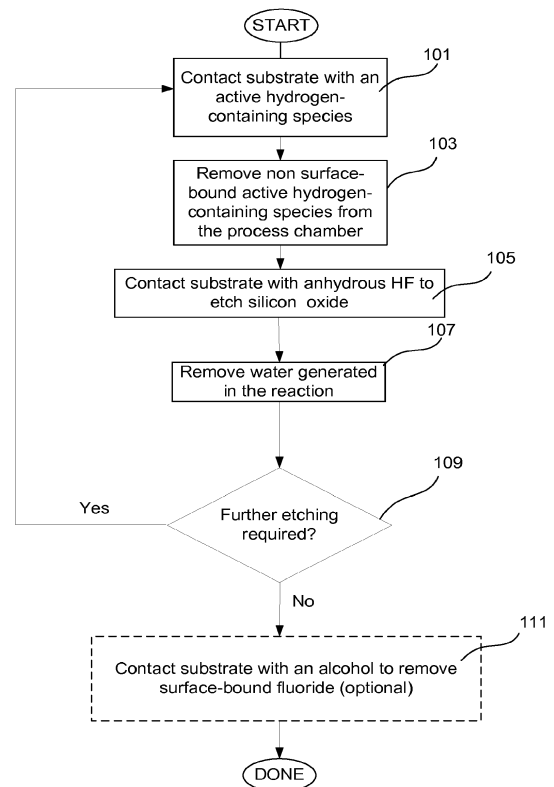 START
101
Contact substrate with an
active hydrogen-
containing species
103
Remove non surface-
bound active hydrogen-
containing species from
the process chamber
105
Contact substrate with anhydrous HF to
etch silicon oxide
107
Remove water generated
in the reaction
109
Further etching
required?
Yes
No
111
Contact substrate with an alcohol to remove
surface-bound fluoride (optional)
DONE